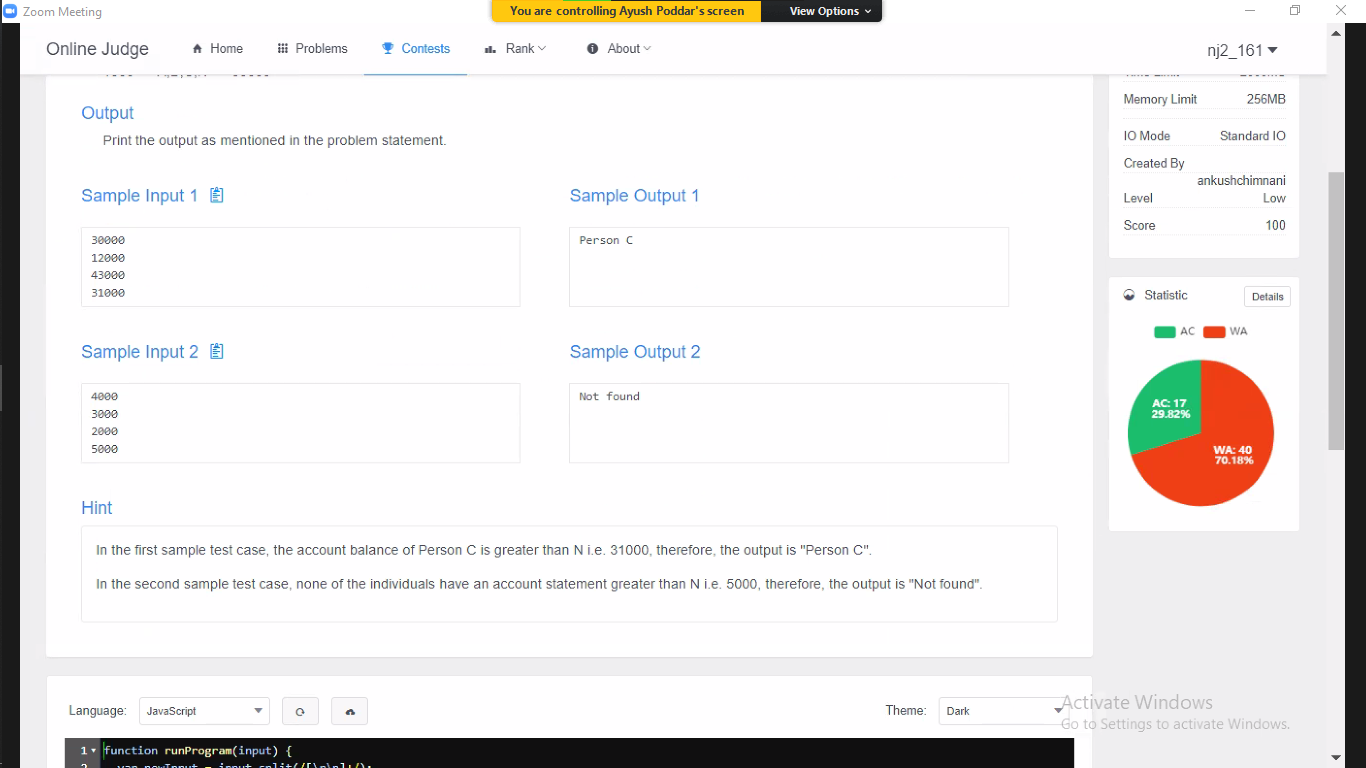 Zoom Meeting
You are controlling Ayush Poddar's screen
View Options
Online Judge
Home
Problems
Contests
Rank
About
nj2_161
Output
Print the output as mentioned in the problem statement.
Memory Limit 256MB
IO Mode Standard IO
Created By
ankushchimnani
Level Low
Score 100
Sample Input 1
Sample Output 1
30000
12000
43000
31000
Person C
Statistic
Details
AC WA
AC: 17
29.82%
WA: 40
70.18%
Sample Input 2
Sample Output 2
4000
3000
2000
5000
Not found
Hint
In the first sample test case, the account balance of Person C is greater than N i.e. 31000, therefore, the output is "Person C".
In the second sample test case, none of the individuals have an account statement greater than N i.e. 5000, therefore, the output is "Not found".
Language: JavaScript
Theme: Dark
Activate Windows
Go to Settings to activate Windows.
1 function runProgram(input) {